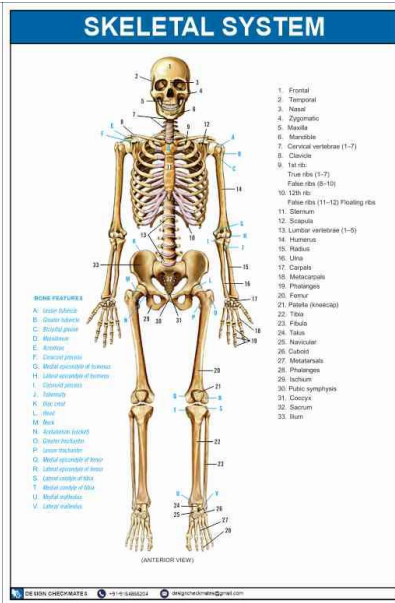 SKELETAL SYSTEM
1. Frontal
2. Temporal
3. Nasal
4. Zygomatic
5. Maxilla
6. Mandible
7. Cervical vertebrae (1–7)
8. Clavicle
9. 1st rib:
True ribs (1–7)
False ribs (8–10)
10. 12th rib:
False ribs (11–12) Floating ribs
11. Sternum
12. Scapula
13. Lumbar vertebrae (1–5)
14. Humerus
15. Radius
16. Ulna
17. Carpals
18. Metacarpals
19. Phalanges
20. Femur
21. Patella (kneecap)
22. Tibia
23. Fibula
24. Talus
25. Navicular
26. Cuboid
27. Metatarsals
28. Phalanges
29. Ischium
30. Pubic symphysis
31. Coccyx
32. Sacrum
33. Ilium
BONE FEATURES
A. Lesser tubercle
B. Greater tubercle
C. Bicipital groove
D. Manubrium
E. Acromion
F. Coracoid process
G. Medial epicondyle of humerus
H. Lateral epicondyle of humerus
I. Coronoid process
J. Tuberosity
K. Iliac crest
L. Head
M. Neck
N. Acetabulum (socket)
O. Greater trochanter
P. Lesser trochanter
Q. Medial epicondyle of femur
R. Lateral epicondyle of femur
S. Lateral condyle of tibia
T. Medial condyle of tibia
U. Medial malleolus
V. Lateral malleolus
(ANTERIOR VIEW)
DESIGN CHECKMATES
designcheckmates@gmail.com